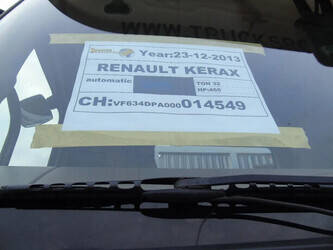 Year:23-12-2013
RENAULT KERAX
automatic
TON 32
HP:460
CH:VF634DPA000014549